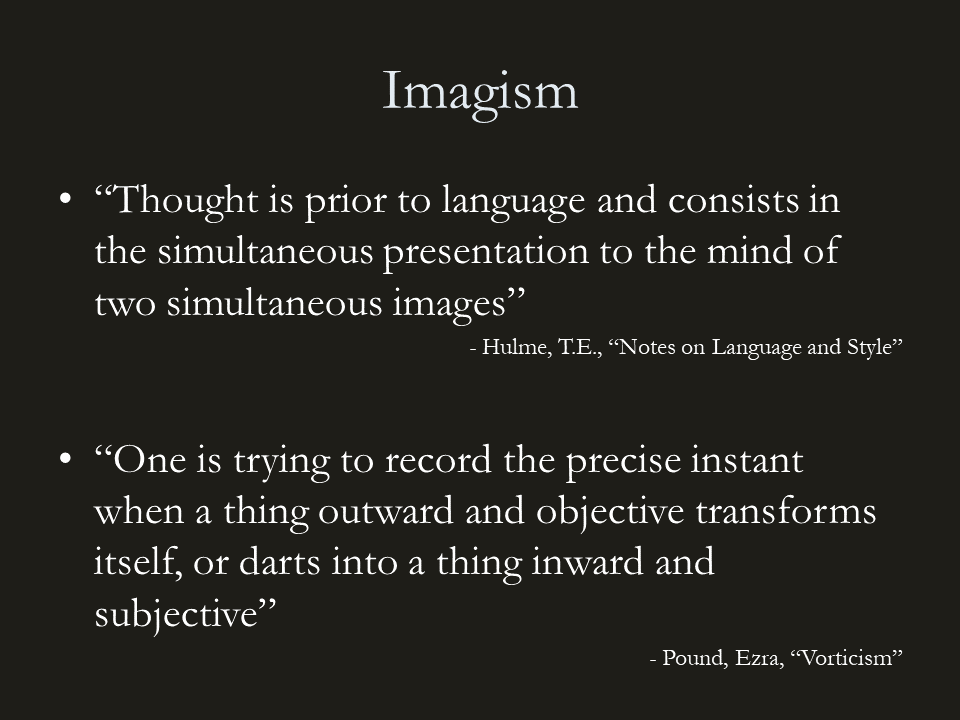 Imagism
• “Thought is prior to language and consists in
the simultaneous presentation to the mind of
two simultaneous images”
- Hulme, T.E., “Notes on Language and Style”
• “One is trying to record the precise instant
when a thing outward and objective transforms
itself, or darts into a thing inward and
subjective”
- Pound, Ezra, “Vorticism”